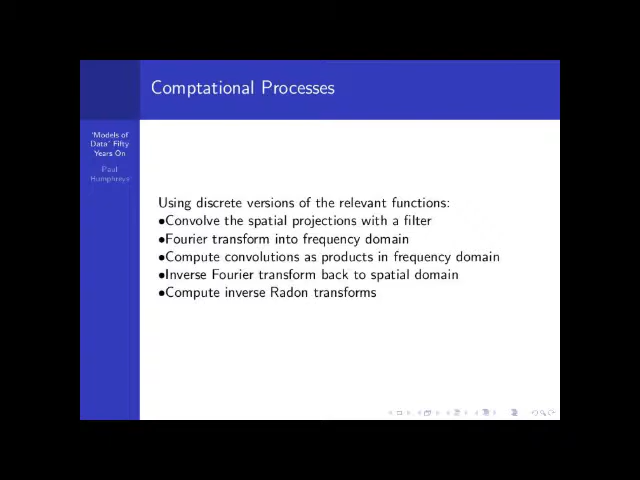 Comptational Processes
'Models of
Data' Fifty
Years On
Paul
Humphreys
Using discrete versions of the relevant functions:
•Convolve the spatial projections with a filter
•Fourier transform into frequency domain
•Compute convolutions as products in frequency domain
•Inverse Fourier transform back to spatial domain
•Compute inverse Radon transforms